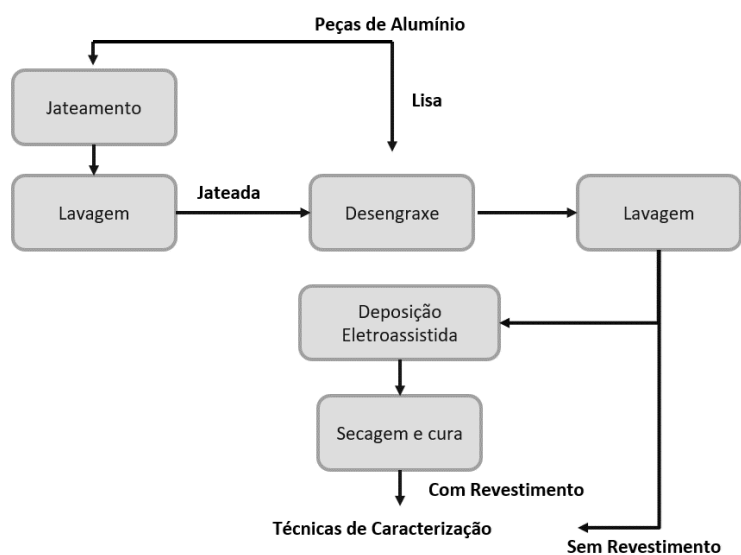 Peças de Alumínio
Jateamento
Lisa
Lavagem
Jateada
Desengraxe
Lavagem
Deposição
Eletroassistida
Secagem e cura
Com Revestimento
Técnicas de Caracterização
Sem Revestimento